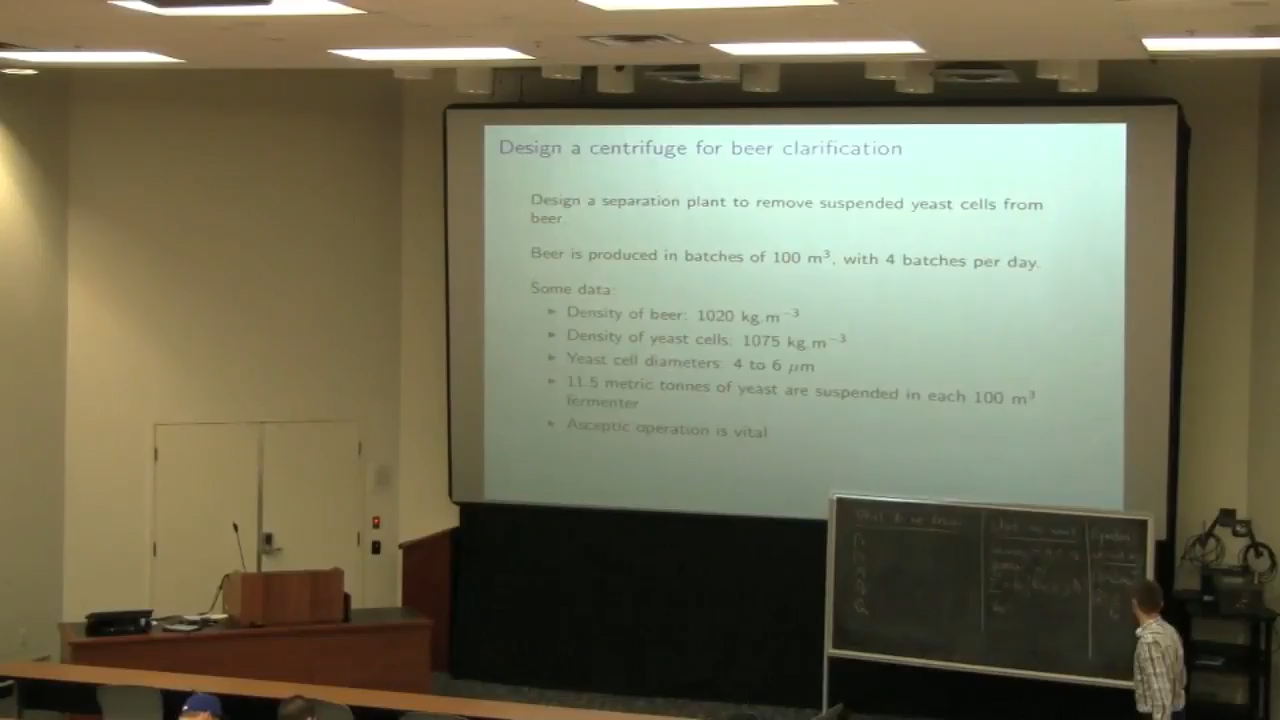 Design a centrifuge for beer clarification
Design a separation plant to remove suspended yeast cells from
beer.
Beer is produced in batches of 100 m³, with 4 batches per day.
Some data:
► Density of beer: 1020 kg.m⁻³
► Density of yeast cells: 1075 kg.m⁻³
► Yeast cell diameters: 4 to 6 μm
► 11.5 metric tonnes of yeast are suspended in each 100 m³
fermenter
► Asceptic operation is vital